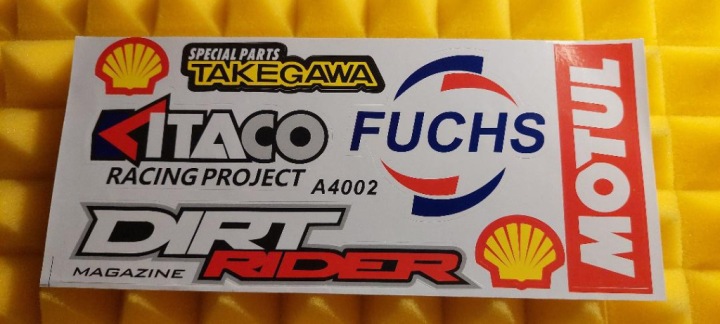 SPECIAL PARTS
TAKEGAWA
KITACO
RACING PROJECT
A4002
FUCHS
MOTUL
DIRT
MAGAZINE RIDER